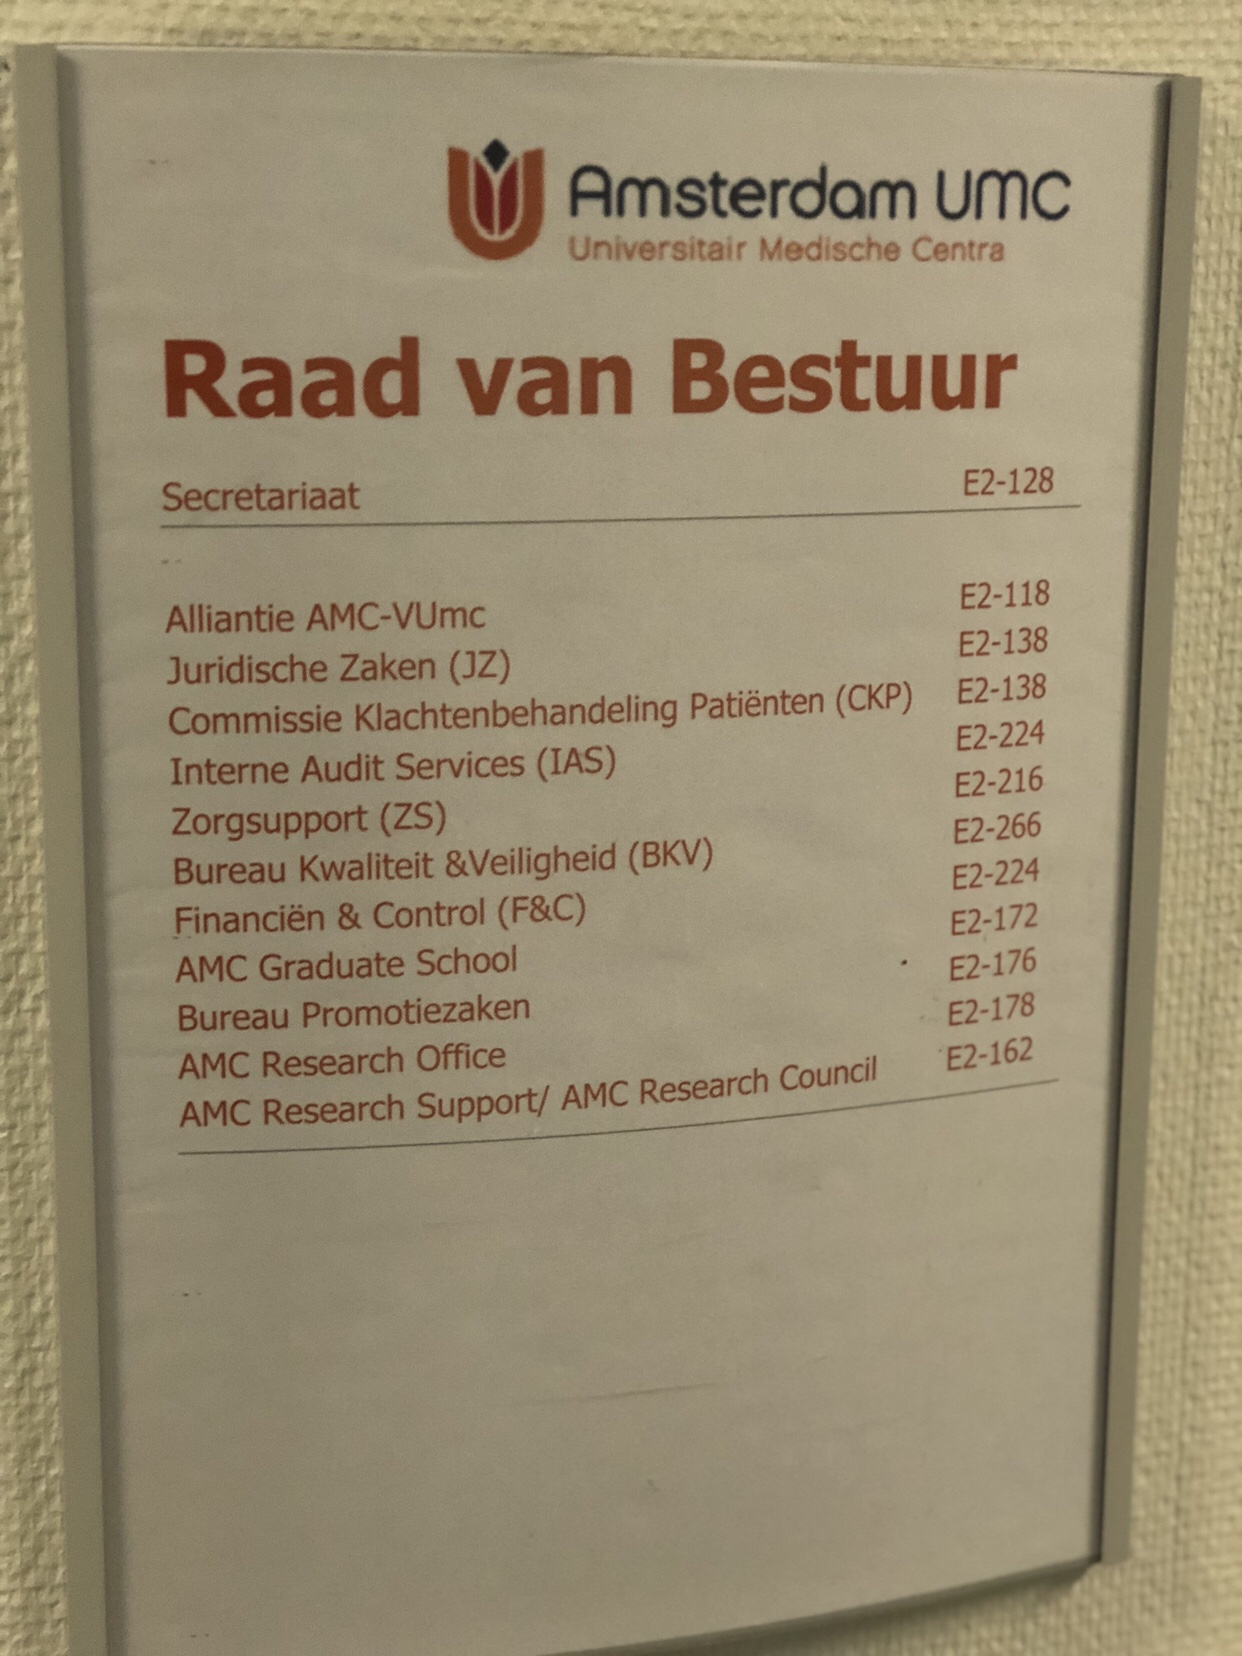 Amsterdam UMC
Universitair Medische Centra
Raad van Bestuur
Secretariaat E2-128
Alliantie AMC-VUmc E2-118
Juridische Zaken (JZ) E2-138
Commissie Klachtenbehandeling Patiënten (CKP) E2-138
Interne Audit Services (IAS) E2-224
Zorgsupport (ZS) E2-216
Bureau Kwaliteit &Veiligheid (BKV) E2-266
Financiën & Control (F&C) E2-224
AMC Graduate School E2-172
Bureau Promotiezaken E2-176
AMC Research Office E2-178
AMC Research Support/ AMC Research Council E2-162